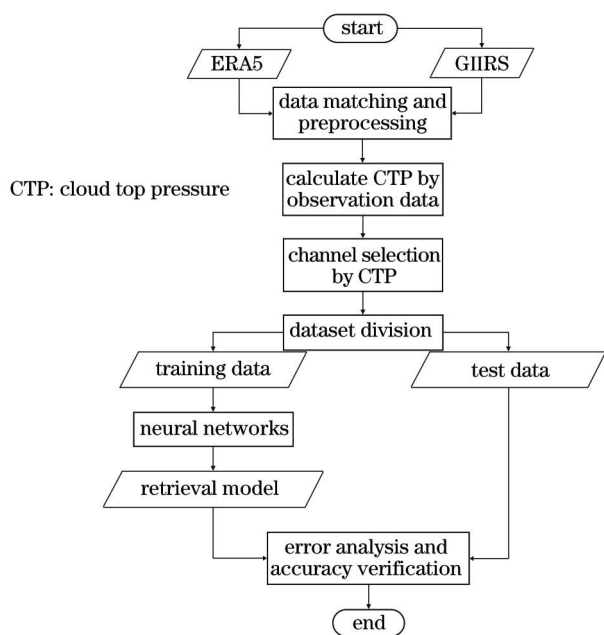 start
ERA5
GIIRS
data matching and
preprocessing
CTP: cloud top pressure
calculate CTP by
observation data
channel selection
by CTP
dataset division
training data
test data
neural networks
retrieval model
error analysis and
accuracy verification
end